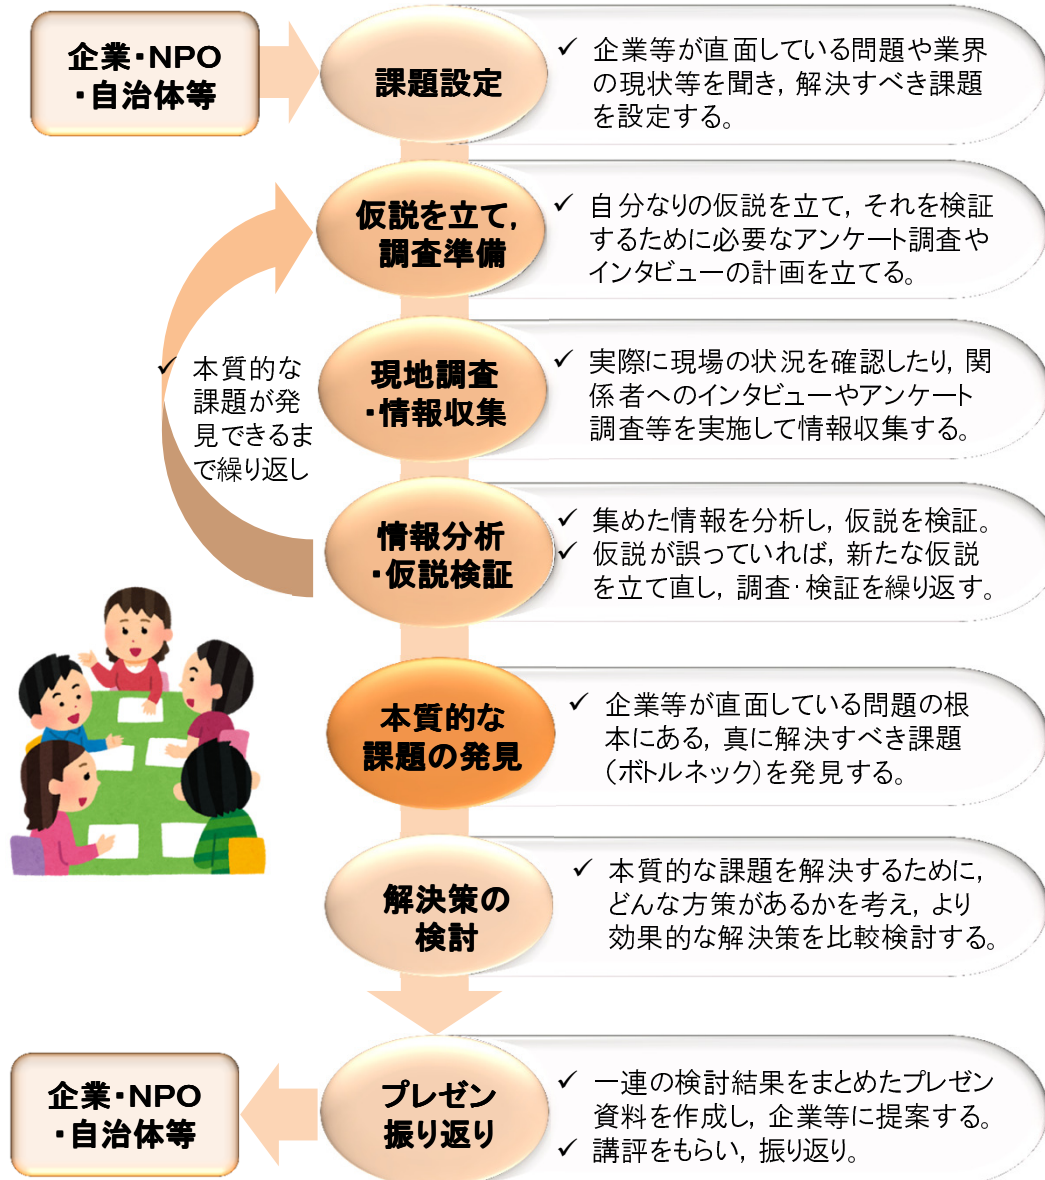 企業・NPO
・自治体等
課題設定
✓ 企業等が直面している問題や業界
の現状等を聞き，解決すべき課題
を設定する。
仮説を立て，
調査準備
✓ 自分なりの仮説を立て，それを検証
するために必要なアンケート調査や
インタビューの計画を立てる。
✓ 本質的な
課題が発
見できるま
で繰り返し
現地調査
・情報収集
✓ 実際に現場の状況を確認したり，関
係者へのインタビューやアンケート
調査等を実施して情報収集する。
情報分析
・仮説検証
✓ 集めた情報を分析し，仮説を検証。
✓ 仮説が誤っていれば，新たな仮説
を立て直し，調査・検証を繰り返す。
本質的な
課題の発見
✓ 企業等が直面している問題の根
本にある，真に解決すべき課題
（ボトルネック）を発見する。
解決策の
検討
✓ 本質的な課題を解決するために，
どんな方策があるかを考え，より
効果的な解決策を比較検討する。
企業・NPO
・自治体等
プレゼン
振り返り
✓ 一連の検討結果をまとめたプレゼン
資料を作成し，企業等に提案する。
✓ 講評をもらい，振り返り。